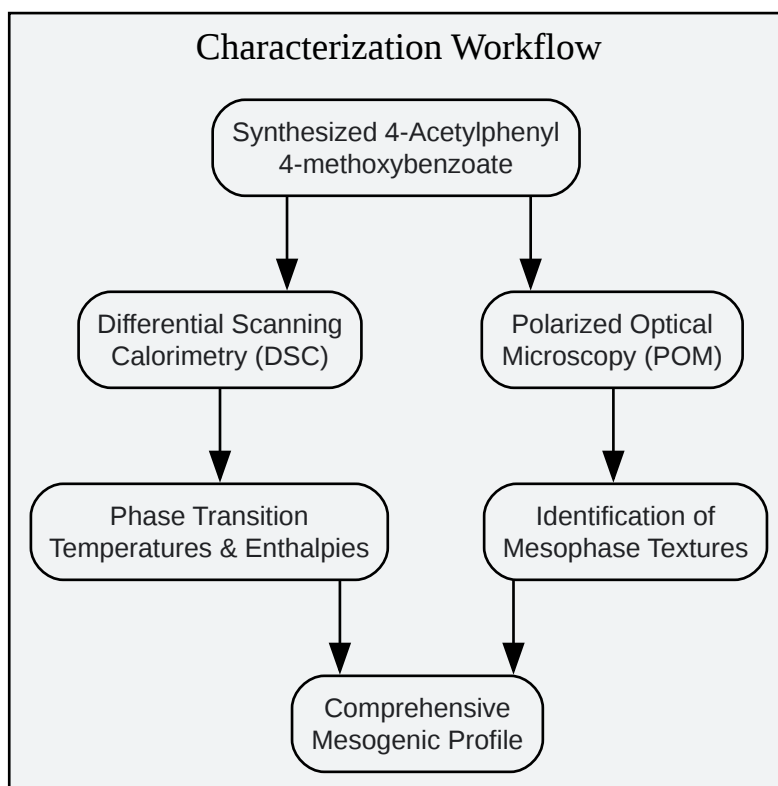 Characterization Workflow
Synthesized 4-Acetylphenyl
4-methoxybenzoate
Differential Scanning
Calorimetry (DSC)
Polarized Optical
Microscopy (POM)
Phase Transition
Temperatures & Enthalpies
Identification of
Mesophase Textures
Comprehensive
Mesogenic Profile